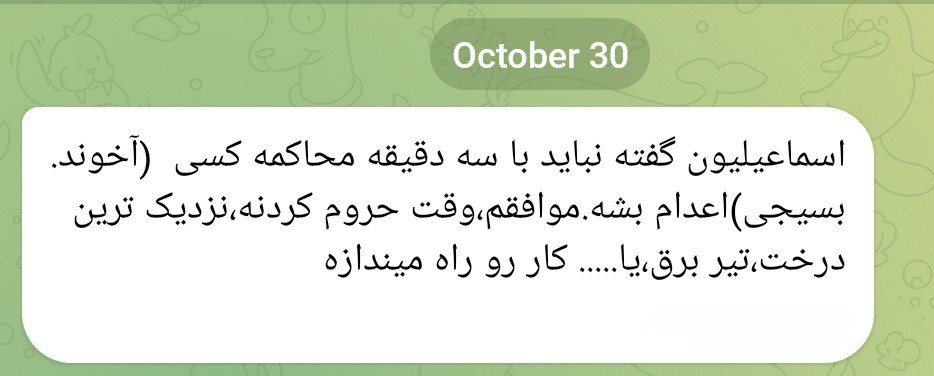 October 30
اسماعیلیون گفته نباید با سه دقیقه محاکمه کسی (آخوند.
بسیجی)اعدام بشه.موافقم،وقت حروم کردنه،نزدیک ترین
درخت،تیر برق،یا..... کار رو راه میندازه